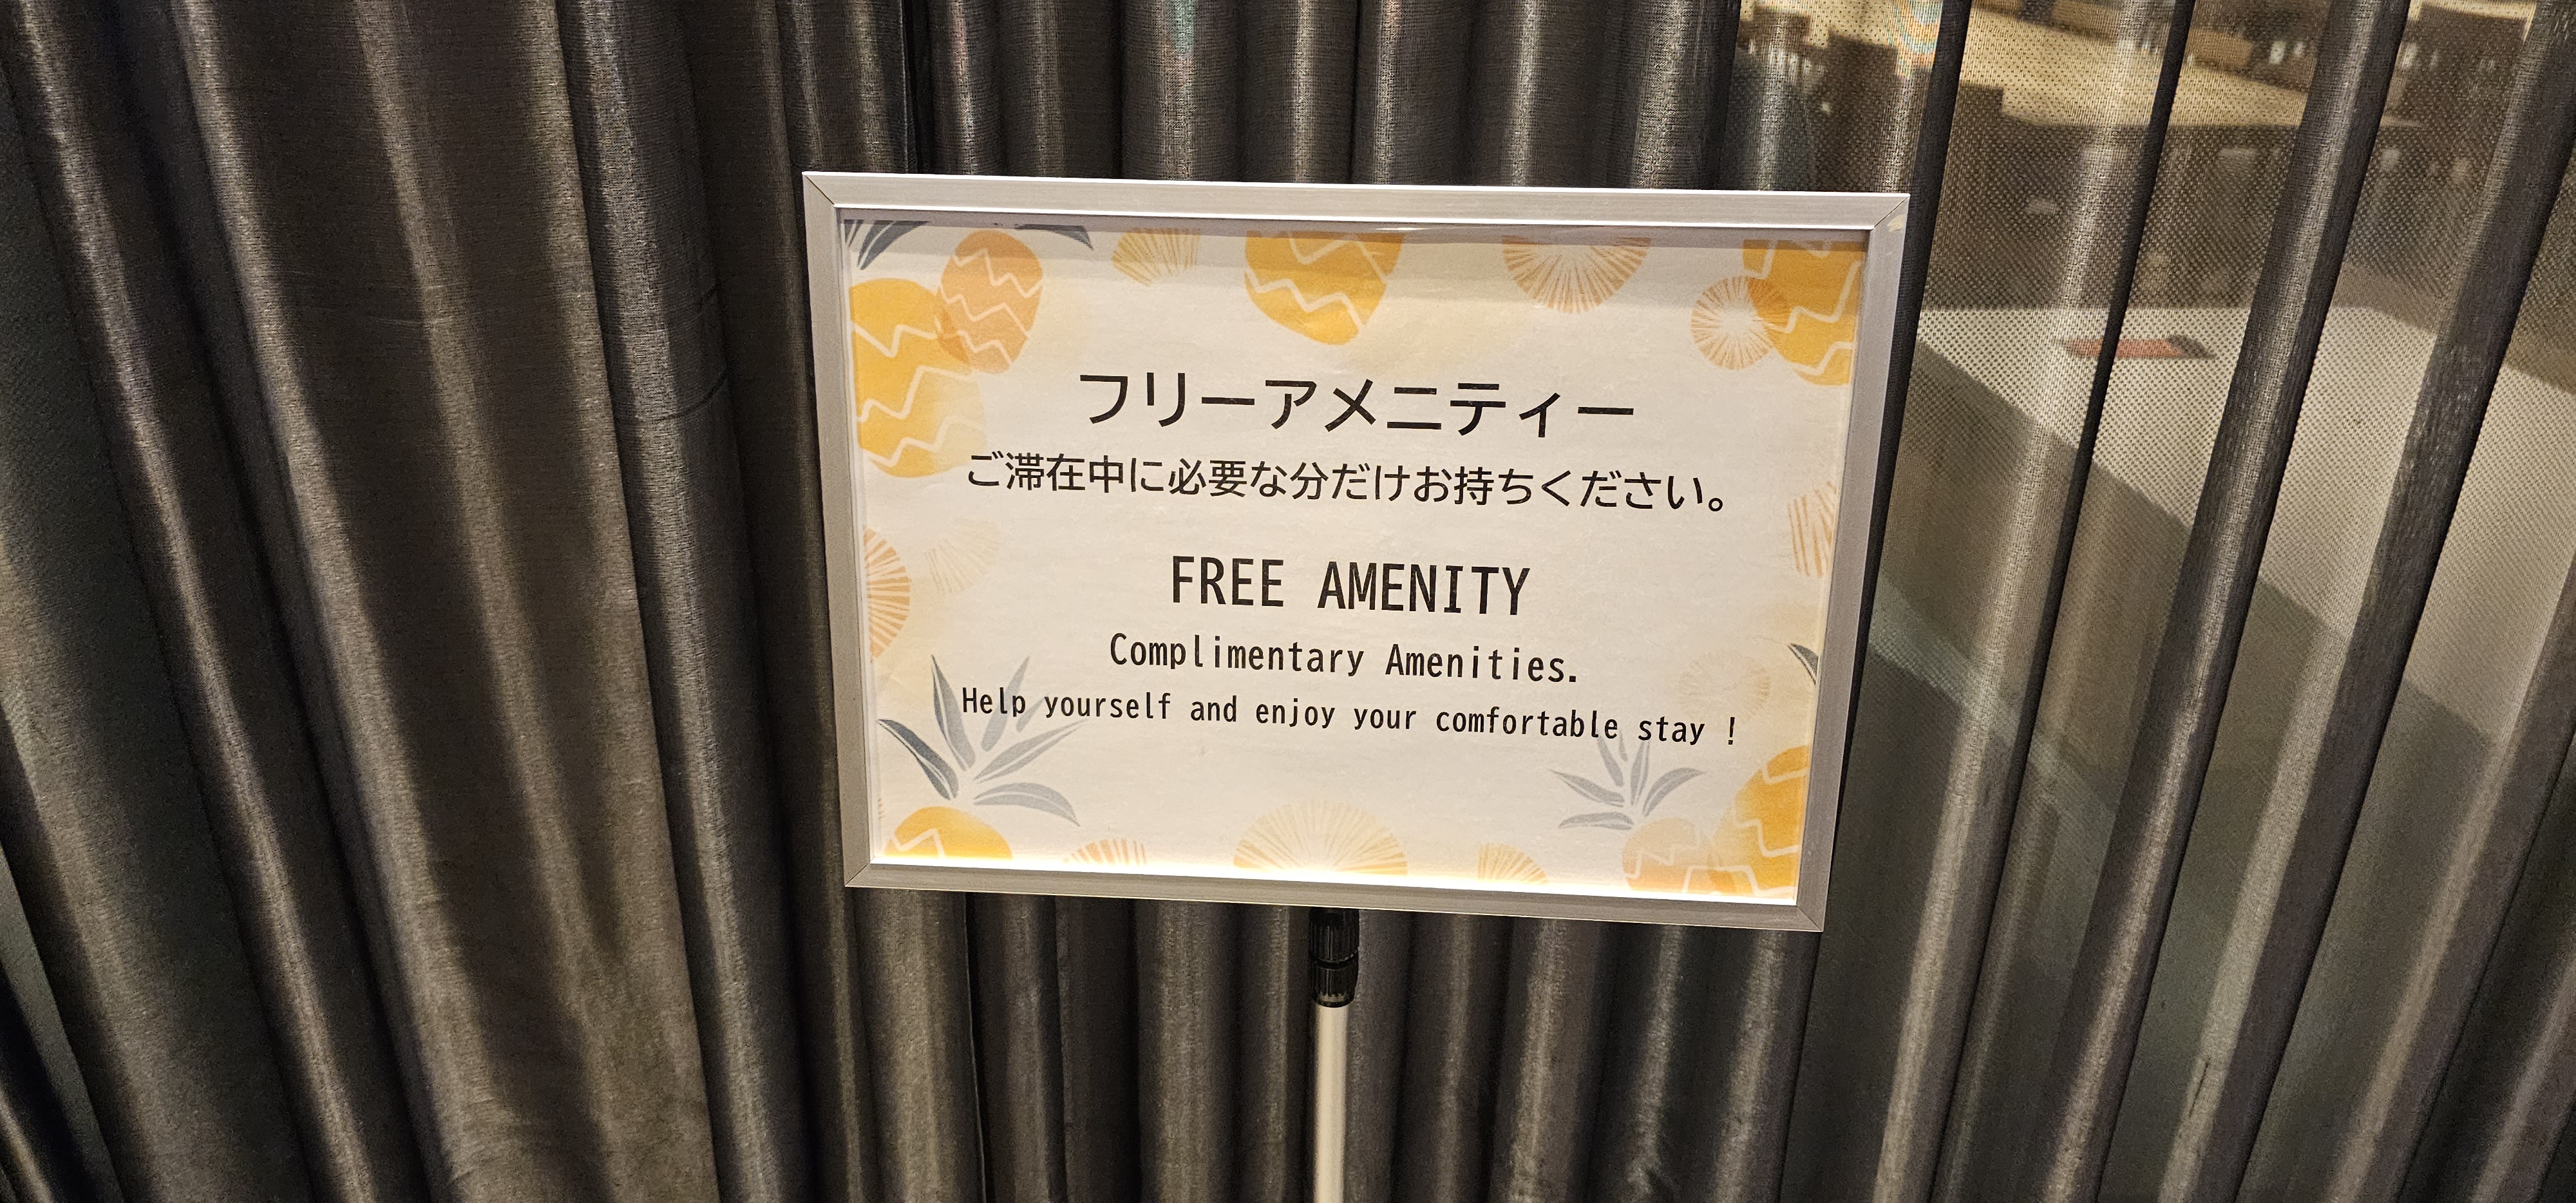 フリーアメニティー
ご滞在中に必要な分だけお持ちください。
FREE AMENITY
Complimentary Amenities.
Help yourself and enjoy your comfortable stay !